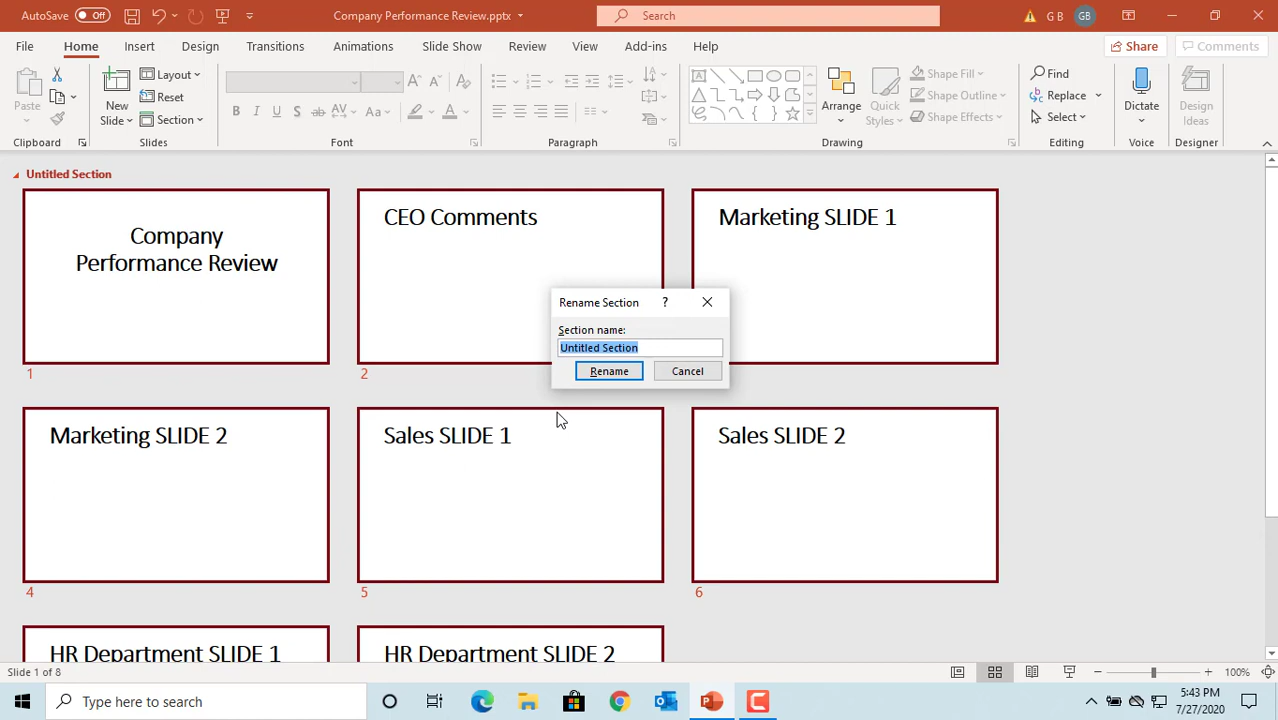 AutoSave Off Company Performance Review.pptx Search G B GB
File Home Insert Design Transitions Animations Slide Show Review View Add-ins Help Share Comments
Paste New Slide Layout Reset Section Arrange Quick Styles Shape Fill Shape Outline Shape Effects Find Replace Select Dictate Design Ideas
Clipboard Slides Font Paragraph Drawing Editing Voice Designer
Untitled Section
Company
Performance Review
CEO Comments
Marketing SLIDE 1
Rename Section ?
Section name:
Untitled Section
Rename Cancel
1 2
Marketing SLIDE 2
Sales SLIDE 1
Sales SLIDE 2
4 5 6
HR Department SLIDE 1
HR Department SLIDE 2
Slide 1 of 8 100%
Type here to search
5:43 PM
7/27/2020